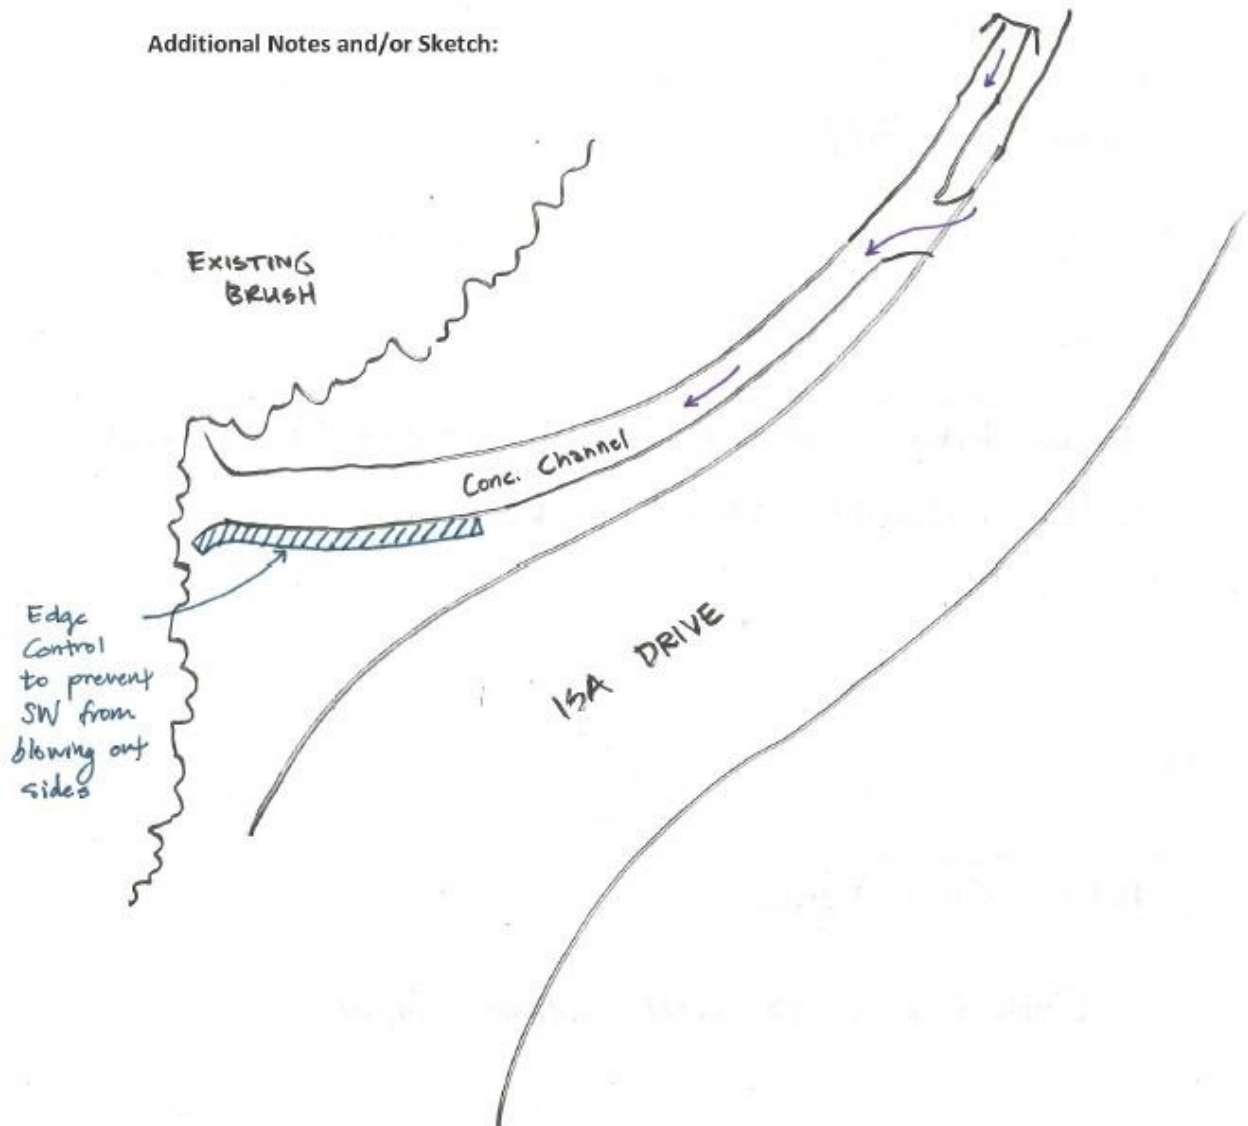 Additional Notes and/or Sketch:
EXISTING
BRUSH
Conc. Channel
Edge
Control
to prevent
SW from
blowing out
sides
ISA DRIVE